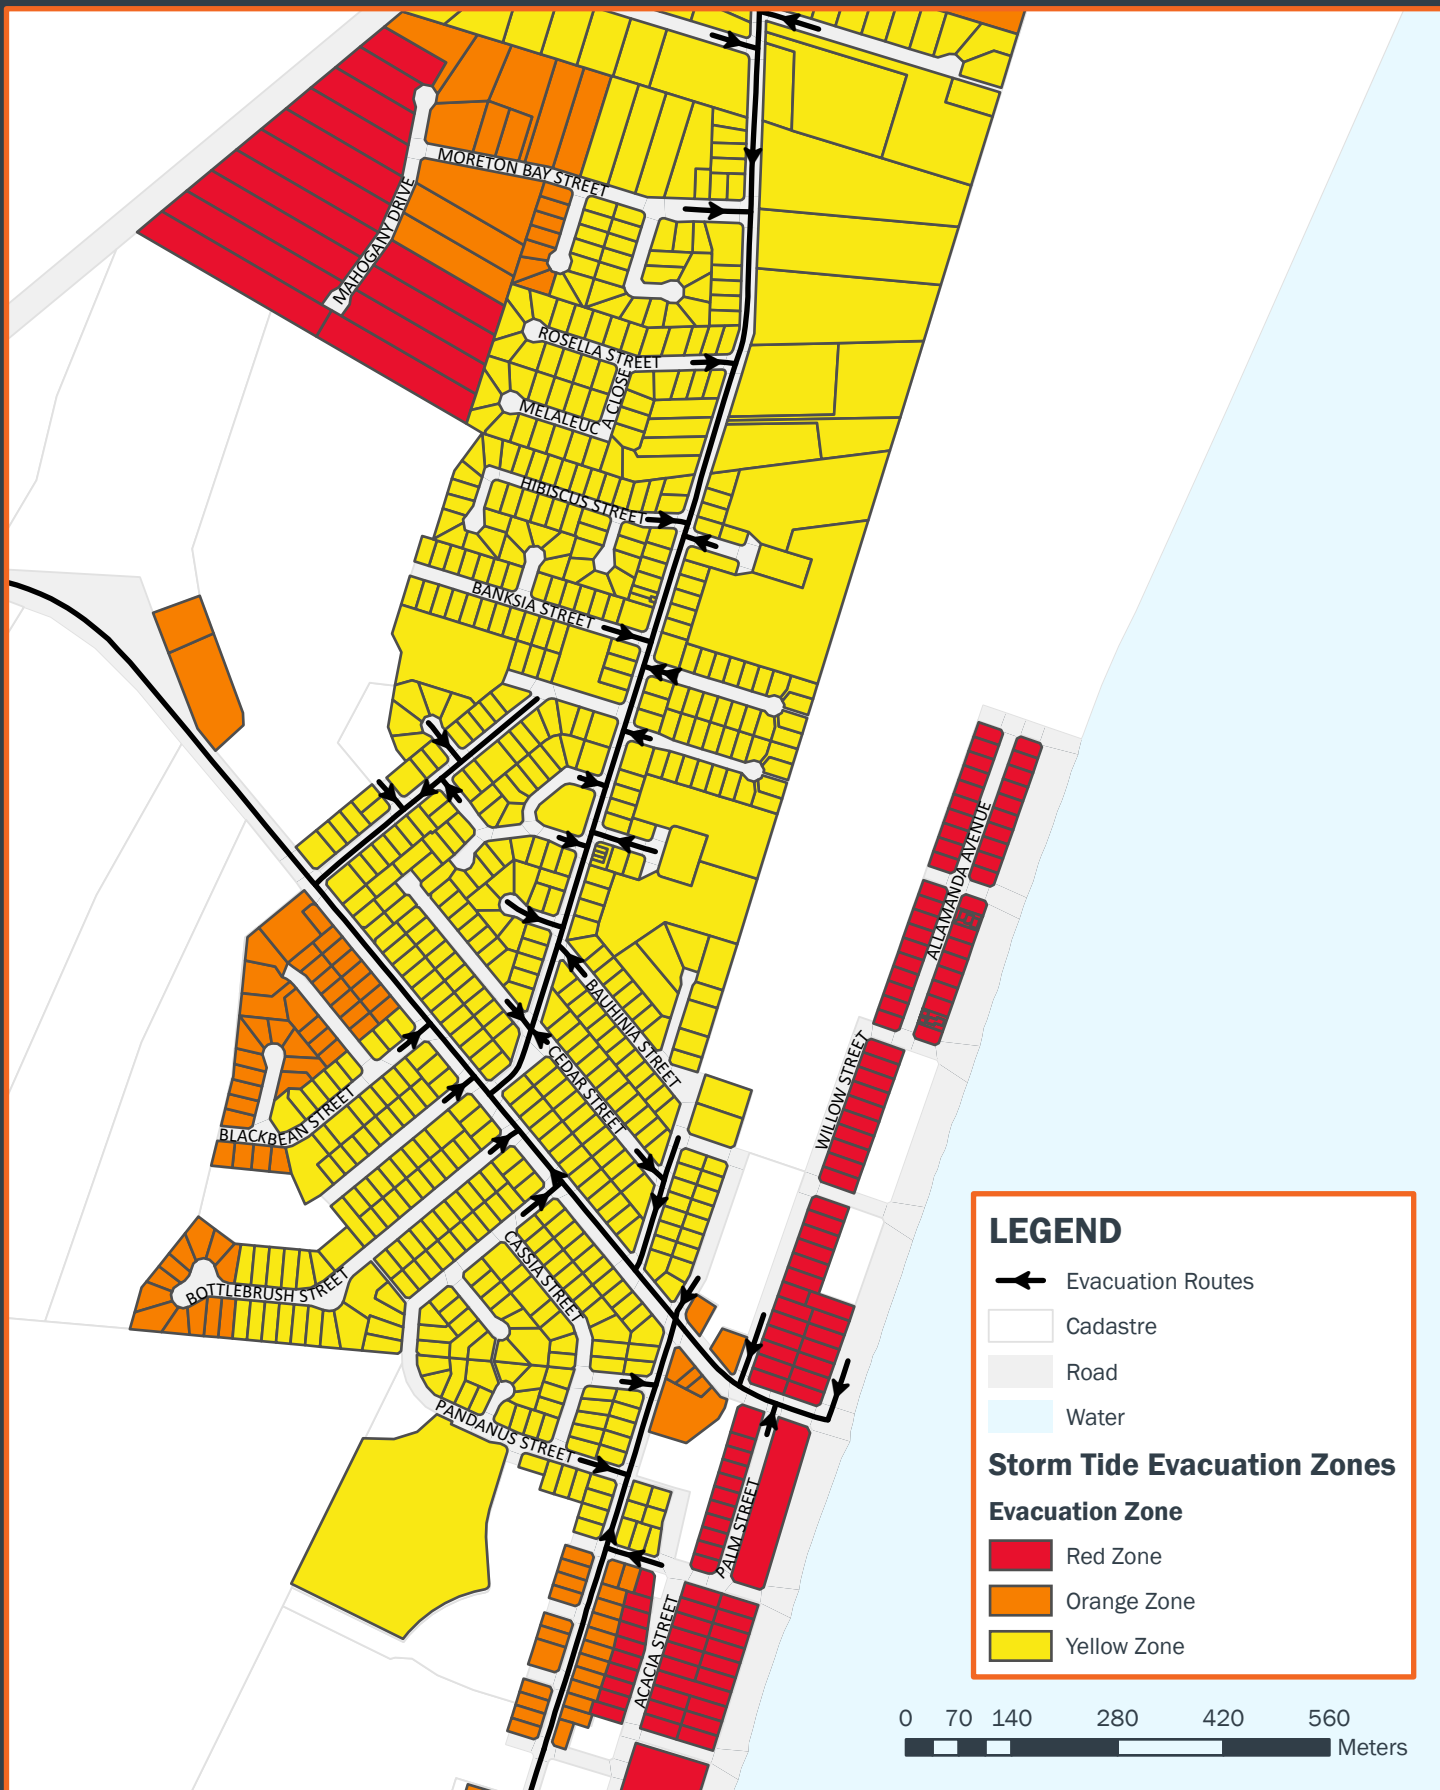 MORETON BAY STREET
MAHOGANY DRIVE
ROSELLA STREET
MELALEUC
A CLOSE
HIBISCUS STREET
BANKSIA STREET
ALLAMANDA AVENUE
BAUHINIA STREET
CEDAR STREET
WILLOW STREET
BLACKBEAN STREET
CASSIA STREET
BOTTLEBRUSH STREET
PANDANUS STREET
PALM STREET
ACACIA STREET
LEGEND
Evacuation Routes
Cadastre
Road
Water
Storm Tide Evacuation Zones
Evacuation Zone
Red Zone
Orange Zone
Yellow Zone
0 70 140 280 420 560
Meters